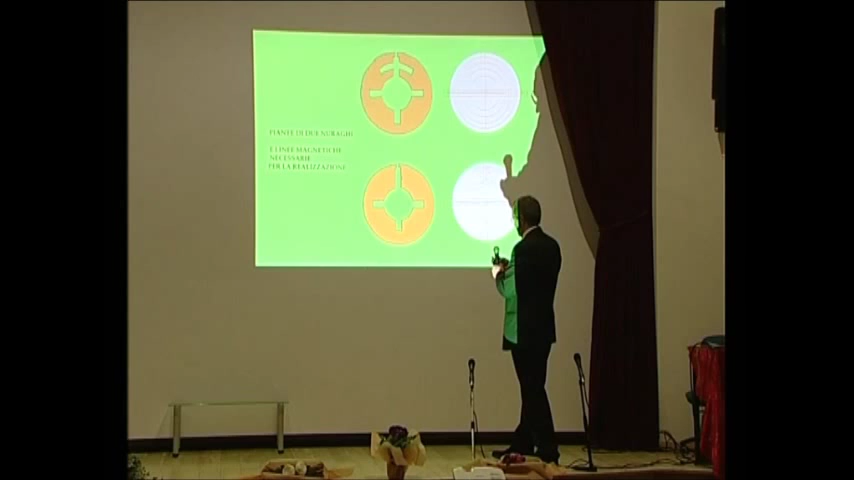 PIANTE DI DUE NURAGHI
E LINEE MAGNETICHE
NECESSARIE
PER LA REALIZZAZIONE